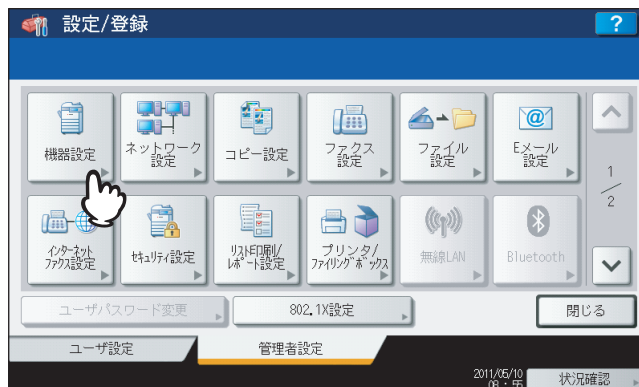 設定/登録
?
機器設定
ネットワーク
設定
コピー設定
ファクス
設定
ファイル
設定
Eメール
設定
1
/
2
インターネット
ファクス設定
セキュリティ設定
リスト印刷/
レポート設定
プリンタ/
ファイリングボックス
無線LAN
Bluetooth
ユーザパスワード変更
802.1X設定
閉じる
ユーザ設定
管理者設定
2011/05/10
08:55
状況確認